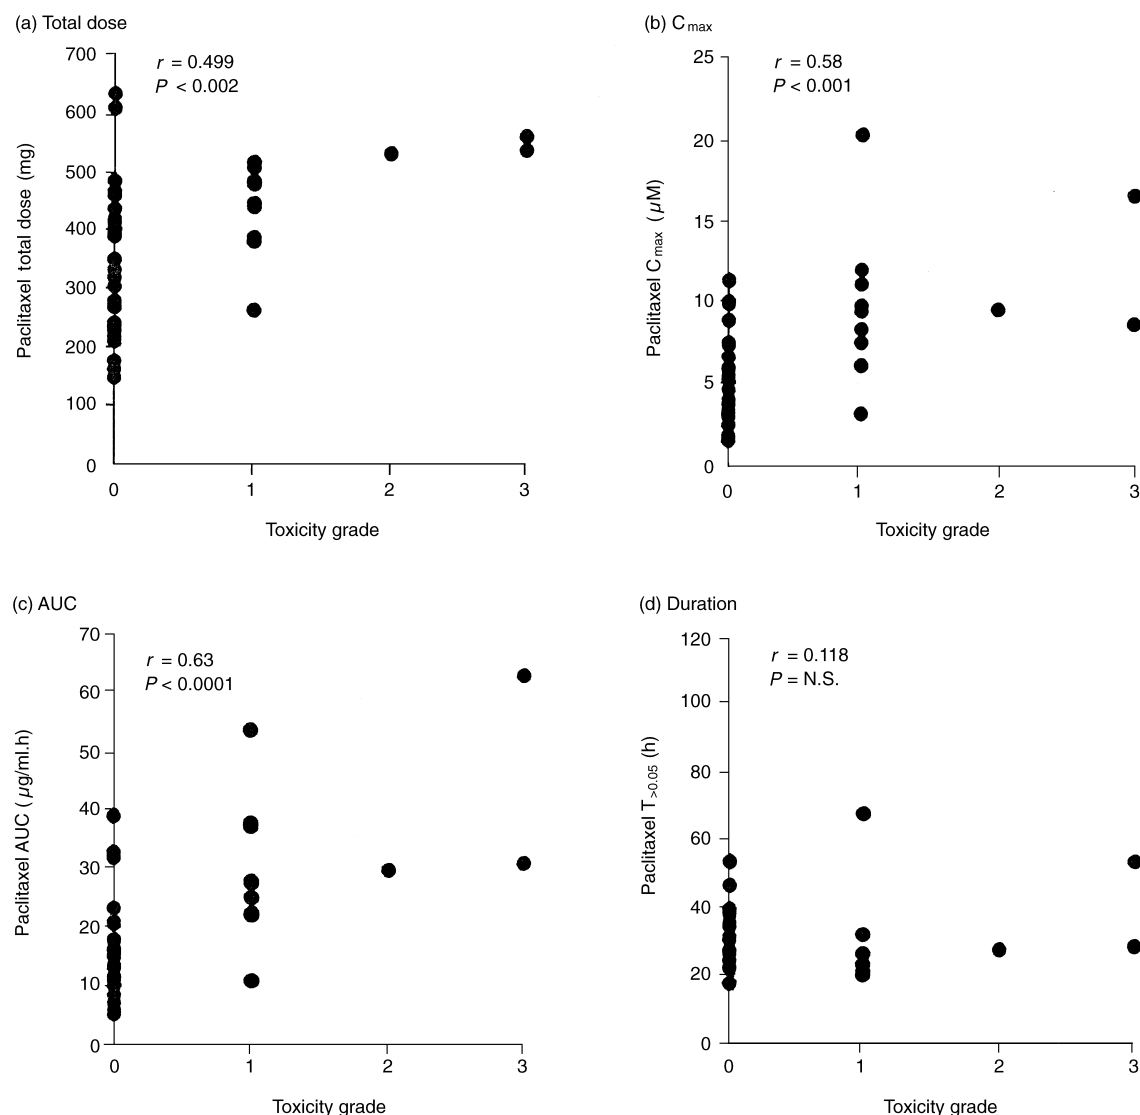 (a) Total dose
r = 0.499
P < 0.002
Paclitaxel total dose (mg)
700
600
500
400
300
200
100
0
0 1 2 3
Toxicity grade
(b) Cmax
r = 0.58
P < 0.001
Paclitaxel Cmax (µM)
25
20
15
10
5
0
0 1 2 3
Toxicity grade
(c) AUC
r = 0.63
P < 0.0001
Paclitaxel AUC (µg/ml.h)
70
60
50
40
30
20
10
0
0 1 2 3
Toxicity grade
(d) Duration
r = 0.118
P = N.S.
Paclitaxel T>0.05 (h)
120
100
80
60
40
20
0
0 1 2 3
Toxicity grade